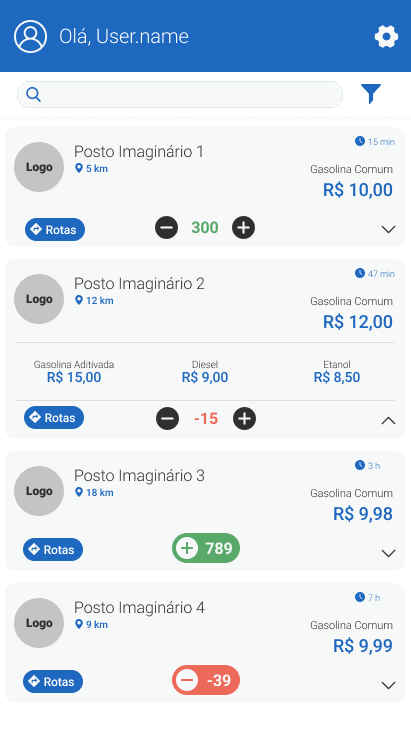 Olá, User.name
Logo
Posto Imaginário 1
5 km
15 min
Gasolina Comum
R$ 10,00
Rotas
300
Logo
Posto Imaginário 2
12 km
47 min
Gasolina Comum
R$ 12,00
Gasolina Aditivada
R$ 15,00
Diesel
R$ 9,00
Etanol
R$ 8,50
Rotas
-15
Logo
Posto Imaginário 3
18 km
3 h
Gasolina Comum
R$ 9,98
Rotas
789
Logo
Posto Imaginário 4
9 km
7 h
Gasolina Comum
R$ 9,99
Rotas
-39